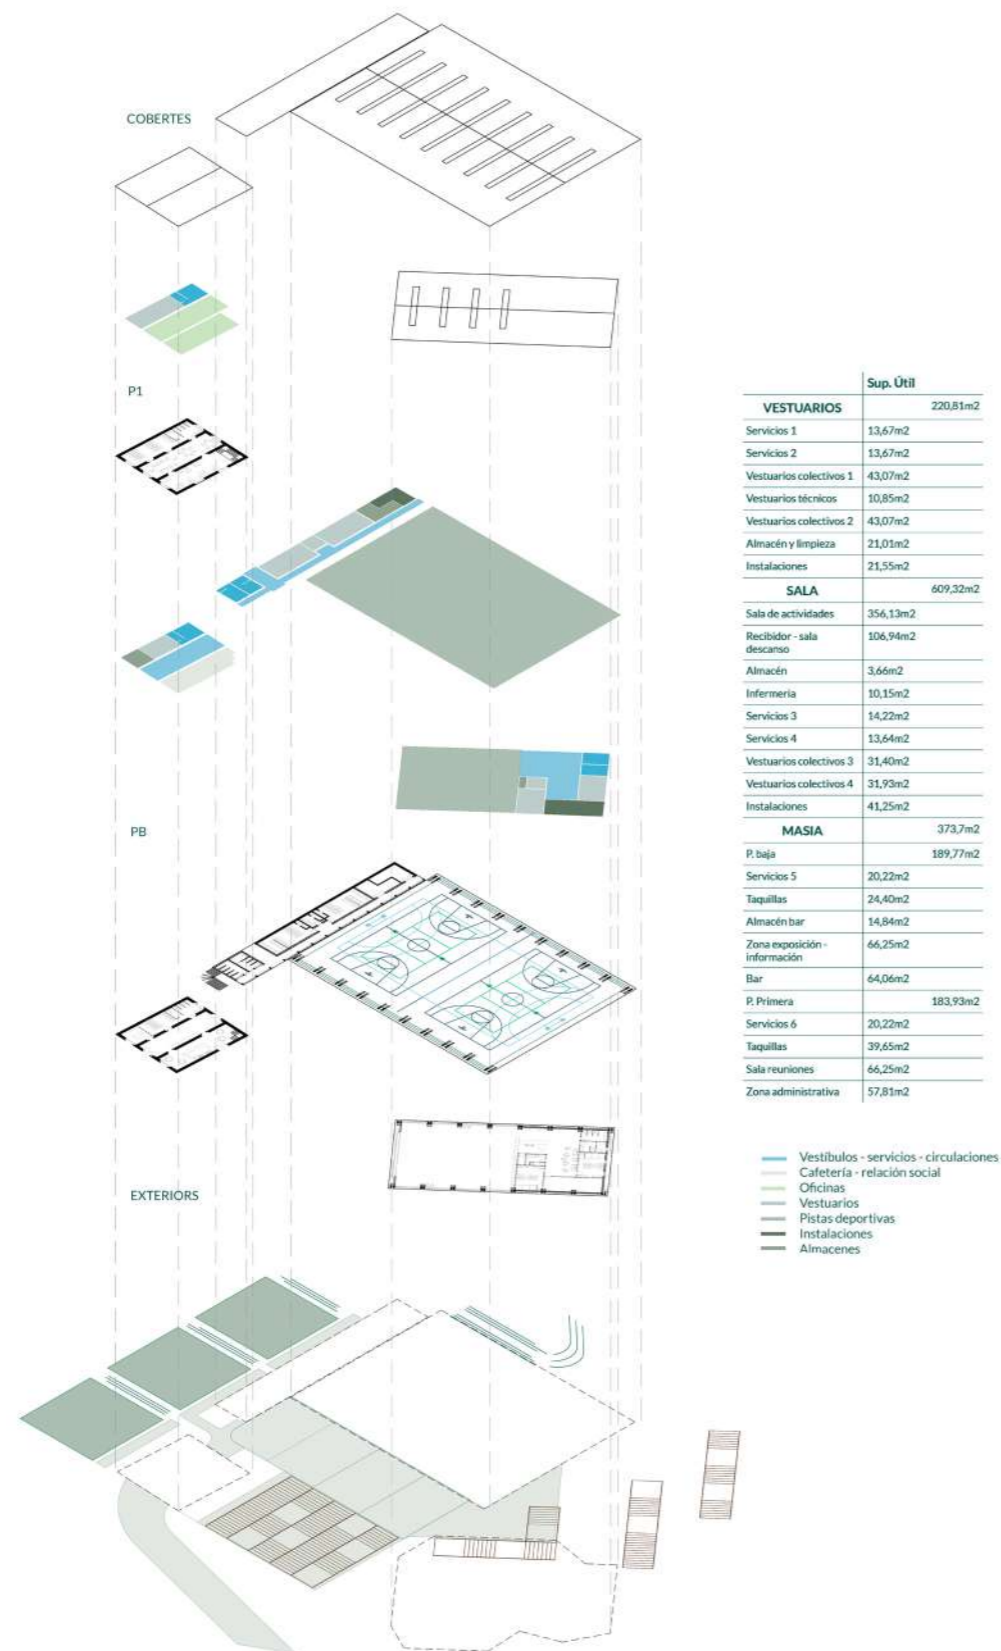 COBERTES
P1
PB
EXTERIORS
Sup. Útil
VESTUARIOS 220,81m2
Servicios 1 13,67m2
Servicios 2 13,67m2
Vestuarios colectivos 1 43,07m2
Vestuarios técnicos 10,85m2
Vestuarios colectivos 2 43,07m2
Almacén y limpieza 21,01m2
Instalaciones 21,55m2
SALA 609,32m2
Sala de actividades 356,13m2
Recibidor - sala 106,94m2
descanso
Almacén 3,66m2
Infermeria 10,15m2
Servicios 3 14,22m2
Servicios 4 13,64m2
Vestuarios colectivos 3 31,40m2
Vestuarios colectivos 4 31,93m2
Instalaciones 41,25m2
MASIA 373,7m2
P. baja 189,77m2
Servicios 5 20,22m2
Taquillas 24,40m2
Almacén bar 14,84m2
Zona exposición - 66,25m2
información
Bar 64,06m2
P. Primera 183,93m2
Servicios 6 20,22m2
Taquillas 39,65m2
Sala reuniones 66,25m2
Zona administrativa 57,81m2
Vestíbulos - servicios - circulaciones
Cafetería - relación social
Oficinas
Vestuarios
Pistas deportivas
Instalaciones
Almacenes